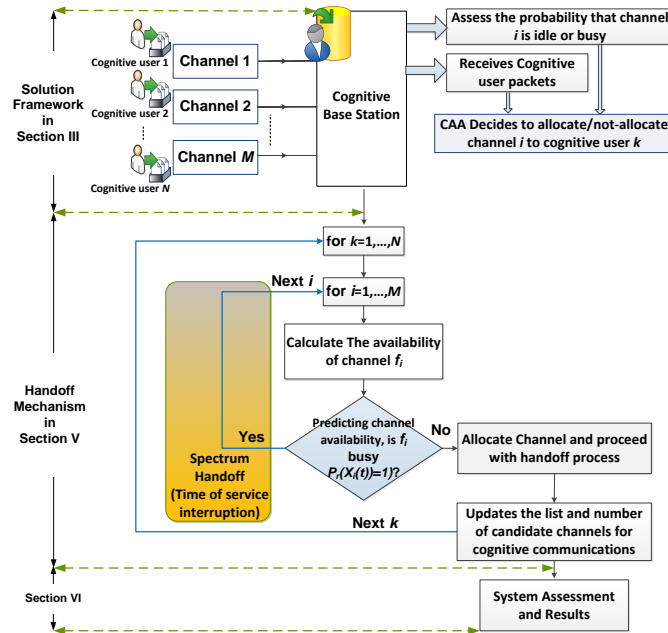 Cognitive user 1
Channel 1
Cognitive user 2
Channel 2
Channel M
Cognitive user N
Cognitive
Base Station
Assess the probability that channel
i is idle or busy
Receives Cognitive
user packets
CAA Decides to allocate/not-allocate
channel i to cognitive user k
Solution
Framework
in
Section III
for k=1,...,N
Next i
for i=1,...,M
Calculate The availability
of channel fi
Handoff
Mechanism
in
Section V
Predicting channel
availability, is fi
busy
Pr(Xi(t))=1)?
Yes
No
Spectrum
Handoff
(Time of service
interruption)
Allocate Channel and proceed
with handoff process
Next k
Updates the list and number
of candidate channels for
cognitive communications
Section VI
System Assessment
and Results